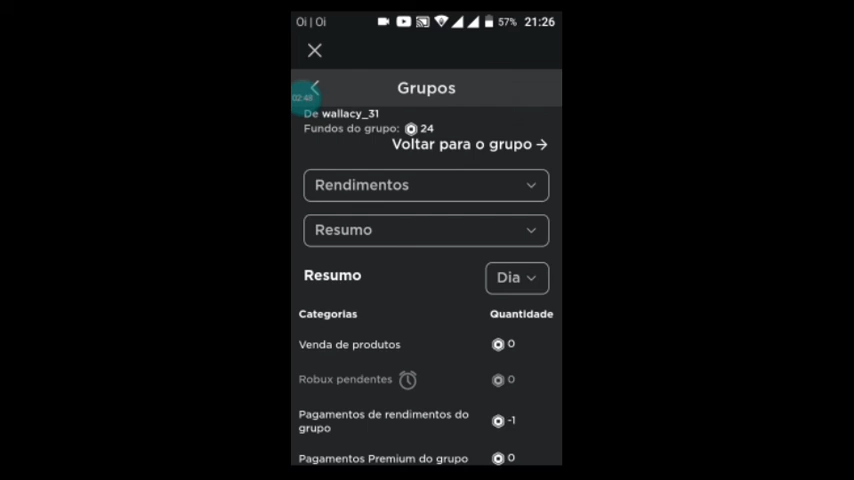 Oi | Oi 57% 21:26
Grupos
02:48
De wallacy_31
Fundos do grupo: 24
Voltar para o grupo →
Rendimentos
Resumo
Resumo Dia
Categorias Quantidade
Venda de produtos 0
Robux pendentes 0
Pagamentos de rendimentos do
grupo -1
Pagamentos Premium do grupo 0